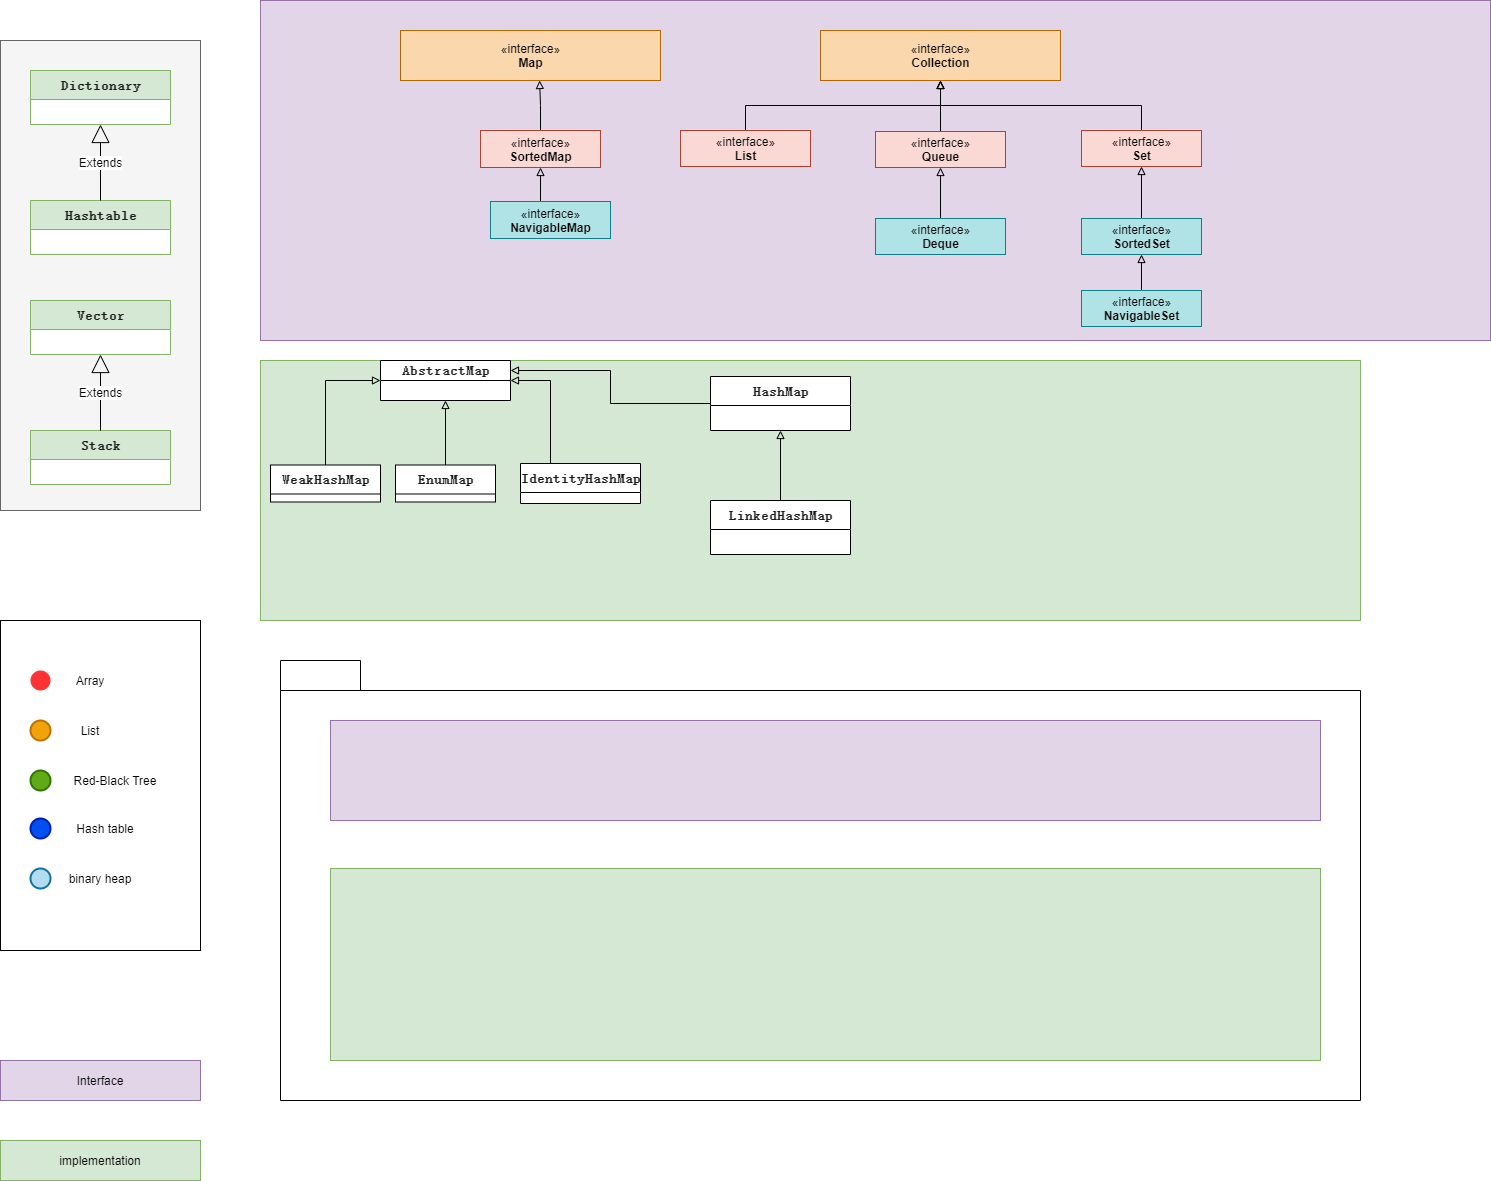 Dictionary
Extends
Hashtable
Vector
Extends
Stack
«interface»
Map
«interface»
Collection
«interface»
SortedMap
«interface»
List
«interface»
Queue
«interface»
Set
«interface»
NavigableMap
«interface»
Deque
«interface»
SortedSet
«interface»
NavigableSet
AbstractMap
HashMap
WeakHashMap
EnumMap
IdentityHashMap
LinkedHashMap
Array
List
Red-Black Tree
Hash table
binary heap
Interface
implementation